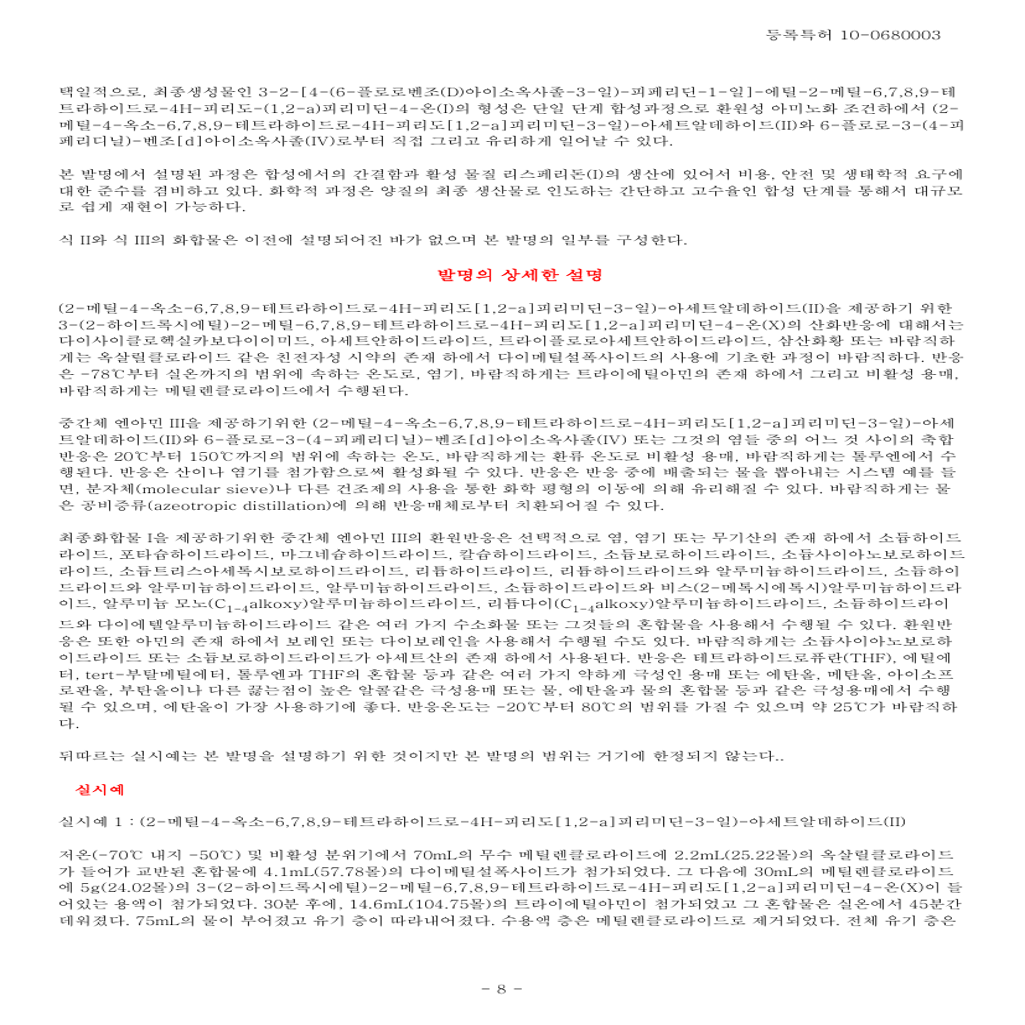 등록특허 10-0680003
택일적으로, 최종생성물인 3-2-[4-(6-플로로벤조(D)아이소옥사졸-3-일)-피페리딘-1-일]-에틸-2-메틸-6,7,8,9-테
트라하이드로-4H-피리도-(1,2-a)피리미딘-4-온(I)의 형성은 단일 단계 합성과정으로 환원성 아미노화 조건하에서 (2-
메틸-4-옥소-6,7,8,9-테트라하이드로-4H-피리도[1,2-a]피리미딘-3-일)-아세트알데하이드(II)와 6-플로로-3-(4-피
페리디닐)-벤조[d]아이소옥사졸(IV)로부터 직접 그리고 유리하게 일어날 수 있다.
본 발명에서 설명된 과정은 합성에서의 간결함과 활성 물질 리스페리돈(I)의 생산에 있어서 비용, 안전 및 생태학적 요구에
대한 준수를 겸비하고 있다. 화학적 과정은 양질의 최종 생산물로 인도하는 간단하고 고수율인 합성 단계를 통해서 대규모
로 쉽게 재현이 가능하다.
식 II와 식 III의 화합물은 이전에 설명되어진 바가 없으며 본 발명의 일부를 구성한다.
발명의 상세한 설명
(2-메틸-4-옥소-6,7,8,9-테트라하이드로-4H-피리도[1,2-a]피리미딘-3-일)-아세트알데하이드(II)을 제공하기 위한
3-(2-하이드록시에틸)-2-메틸-6,7,8,9-테트라하이드로-4H-피리도[1,2-a]피리미딘-4-온(X)의 산화반응에 대해서는
다이사이클로헥실카보다이이미드, 아세트안하이드라이드, 트라이플로로아세트안하이드라이드, 삼산화황 또는 바람직하
게는 옥살릴클로라이드 같은 친전자성 시약의 존재 하에서 다이메틸설폭사이드의 사용에 기초한 과정이 바람직하다. 반응
은 -78℃부터 실온까지의 범위에 속하는 온도로, 염기, 바람직하게는 트라이에틸아민의 존재 하에서 그리고 비활성 용매,
바람직하게는 메틸렌클로라이드에서 수행된다.
중간체 엔아민 III을 제공하기위한 (2-메틸-4-옥소-6,7,8,9-테트라하이드로-4H-피리도[1,2-a]피리미딘-3-일)-아세
트알데하이드(II)와 6-플로로-3-(4-피페리디닐)-벤조[d]아이소옥사졸(IV) 또는 그것의 염들 중의 어느 것 사이의 축합
반응은 20℃부터 150℃까지의 범위에 속하는 온도, 바람직하게는 환류 온도로 비활성 용매, 바람직하게는 톨루엔에서 수
행된다. 반응은 산이나 염기를 첨가함으로써 활성화될 수 있다. 반응은 반응 중에 배출되는 물을 뽑아내는 시스템 예를 들
면, 분자체(molecular sieve)나 다른 건조제의 사용을 통한 화학 평형의 이동에 의해 유리해질 수 있다. 바람직하게는 물
은 공비증류(azeotropic distillation)에 의해 반응매체로부터 치환되어질 수 있다.
최종화합물 I을 제공하기위한 중간체 엔아민 III의 환원반응은 선택적으로 염, 염기 또는 무기산의 존재 하에서 소듐하이드
라이드, 포타슘하이드라이드, 마그네슘하이드라이드, 칼슘하이드라이드, 소듐보로하이드라이드, 소듐사이아노보로하이드
라이드, 소듐트리스아세톡시보로하이드라이드, 리튬하이드라이드, 리튬하이드라이드와 알루미늄하이드라이드, 소듐하이
드라이드와 알루미늄하이드라이드, 알루미늄하이드라이드, 소듐하이드라이드와 비스(2-메톡시에톡시)알루미늄하이드라
이드, 알루미늄 모노(C1-4alkoxy)알루미늄하이드라이드, 리튬다이(C1-4alkoxy)알루미늄하이드라이드, 소듐하이드라이
드와 다이에텔알루미늄하이드라이드 같은 여러 가지 수소화물 또는 그것들의 혼합물을 사용해서 수행될 수 있다. 환원반
응은 또한 아민의 존재 하에서 보레인 또는 다이보레인을 사용해서 수행될 수도 있다. 바람직하게는 소듐사이아노보로하
이드라이드 또는 소듐보로하이드라이드가 아세트산의 존재 하에서 사용된다. 반응은 테트라하이드로퓨란(THF), 에틸에
터, tert-부탈메틸에터, 톨루엔과 THF의 혼합물 등과 같은 여러 가지 약하게 극성인 용매 또는 에탄올, 메탄올, 아이소프
로판올, 부탄올이나 다른 끓는점이 높은 알콜같은 극성용매 또는 물, 에탄올과 물의 혼합물 등과 같은 극성용매에서 수행
될 수 있으며, 에탄올이 가장 사용하기에 좋다. 반응온도는 -20℃부터 80℃의 범위를 가질 수 있으며 약 25℃가 바람직하
다.
뒤따르는 실시예는 본 발명을 설명하기 위한 것이지만 본 발명의 범위는 거기에 한정되지 않는다..
실시예
실시예 1 : (2-메틸-4-옥소-6,7,8,9-테트라하이드로-4H-피리도[1,2-a]피리미딘-3-일)-아세트알데하이드(II)
저온(-70℃ 내지 -50℃) 및 비활성 분위기에서 70mL의 무수 메틸렌클로라이드에 2.2mL(25.22몰)의 옥살릴클로라이드
가 들어가 교반된 혼합물에 4.1mL(57.78몰)의 다이메틸설폭사이드가 첨가되었다. 그 다음에 30mL의 메틸렌클로라이드
에 5g(24.02몰)의 3-(2-하이드록시에틸)-2-메틸-6,7,8,9-테트라하이드로-4H-피리도[1,2-a]피리미딘-4-온(X)이 들
어있는 용액이 첨가되었다. 30분 후에, 14.6mL(104.75몰)의 트라이에틸아민이 첨가되었고 그 혼합물은 실온에서 45분간
데워졌다. 75mL의 물이 부어졌고 유기 층이 따라내어졌다. 수용액 층은 메틸렌클로라이드로 제거되었다. 전체 유기 층은
- 8 -